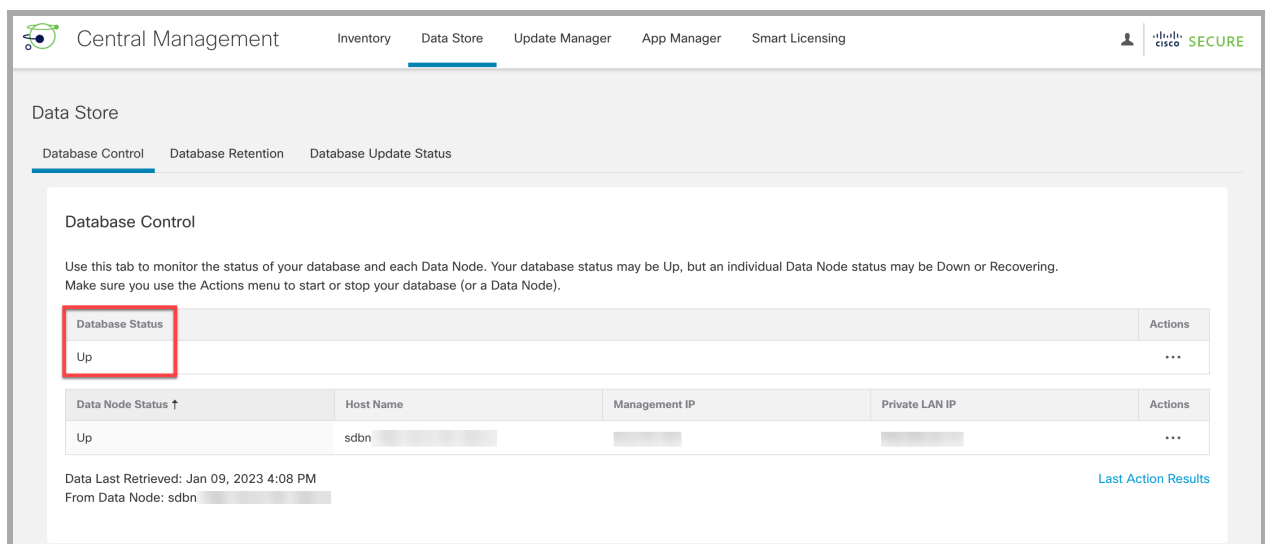 Central Management
Inventory Data Store Update Manager App Manager Smart Licensing
cisco SECURE
Data Store
Database Control Database Retention Database Update Status
Database Control
Use this tab to monitor the status of your database and each Data Node. Your database status may be Up, but an individual Data Node status may be Down or Recovering.
Make sure you use the Actions menu to start or stop your database (or a Data Node).
Database Status Actions
Up ...
Data Node Status ↑ Host Name Management IP Private LAN IP Actions
Up sdbn ...
Data Last Retrieved: Jan 09, 2023 4:08 PM Last Action Results
From Data Node: sdbn